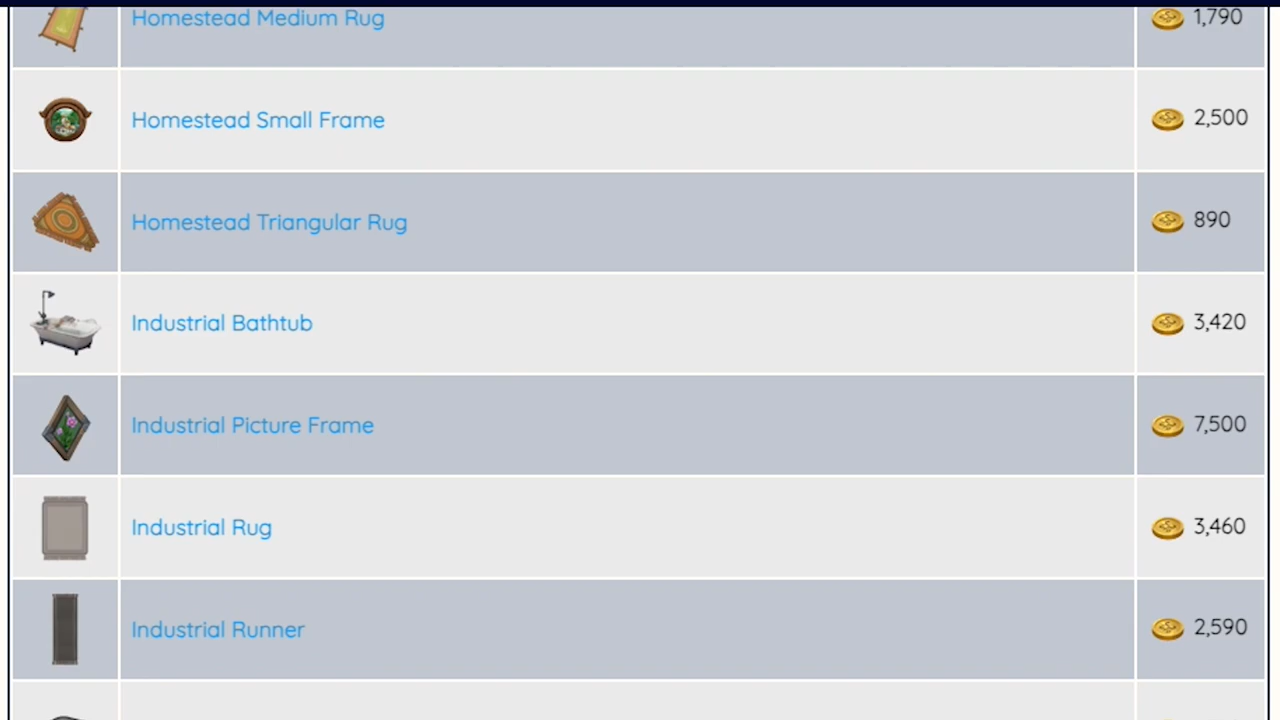 Homestead Medium Rug 1,790
Homestead Small Frame 2,500
Homestead Triangular Rug 890
Industrial Bathtub 3,420
Industrial Picture Frame 7,500
Industrial Rug 3,460
Industrial Runner 2,590